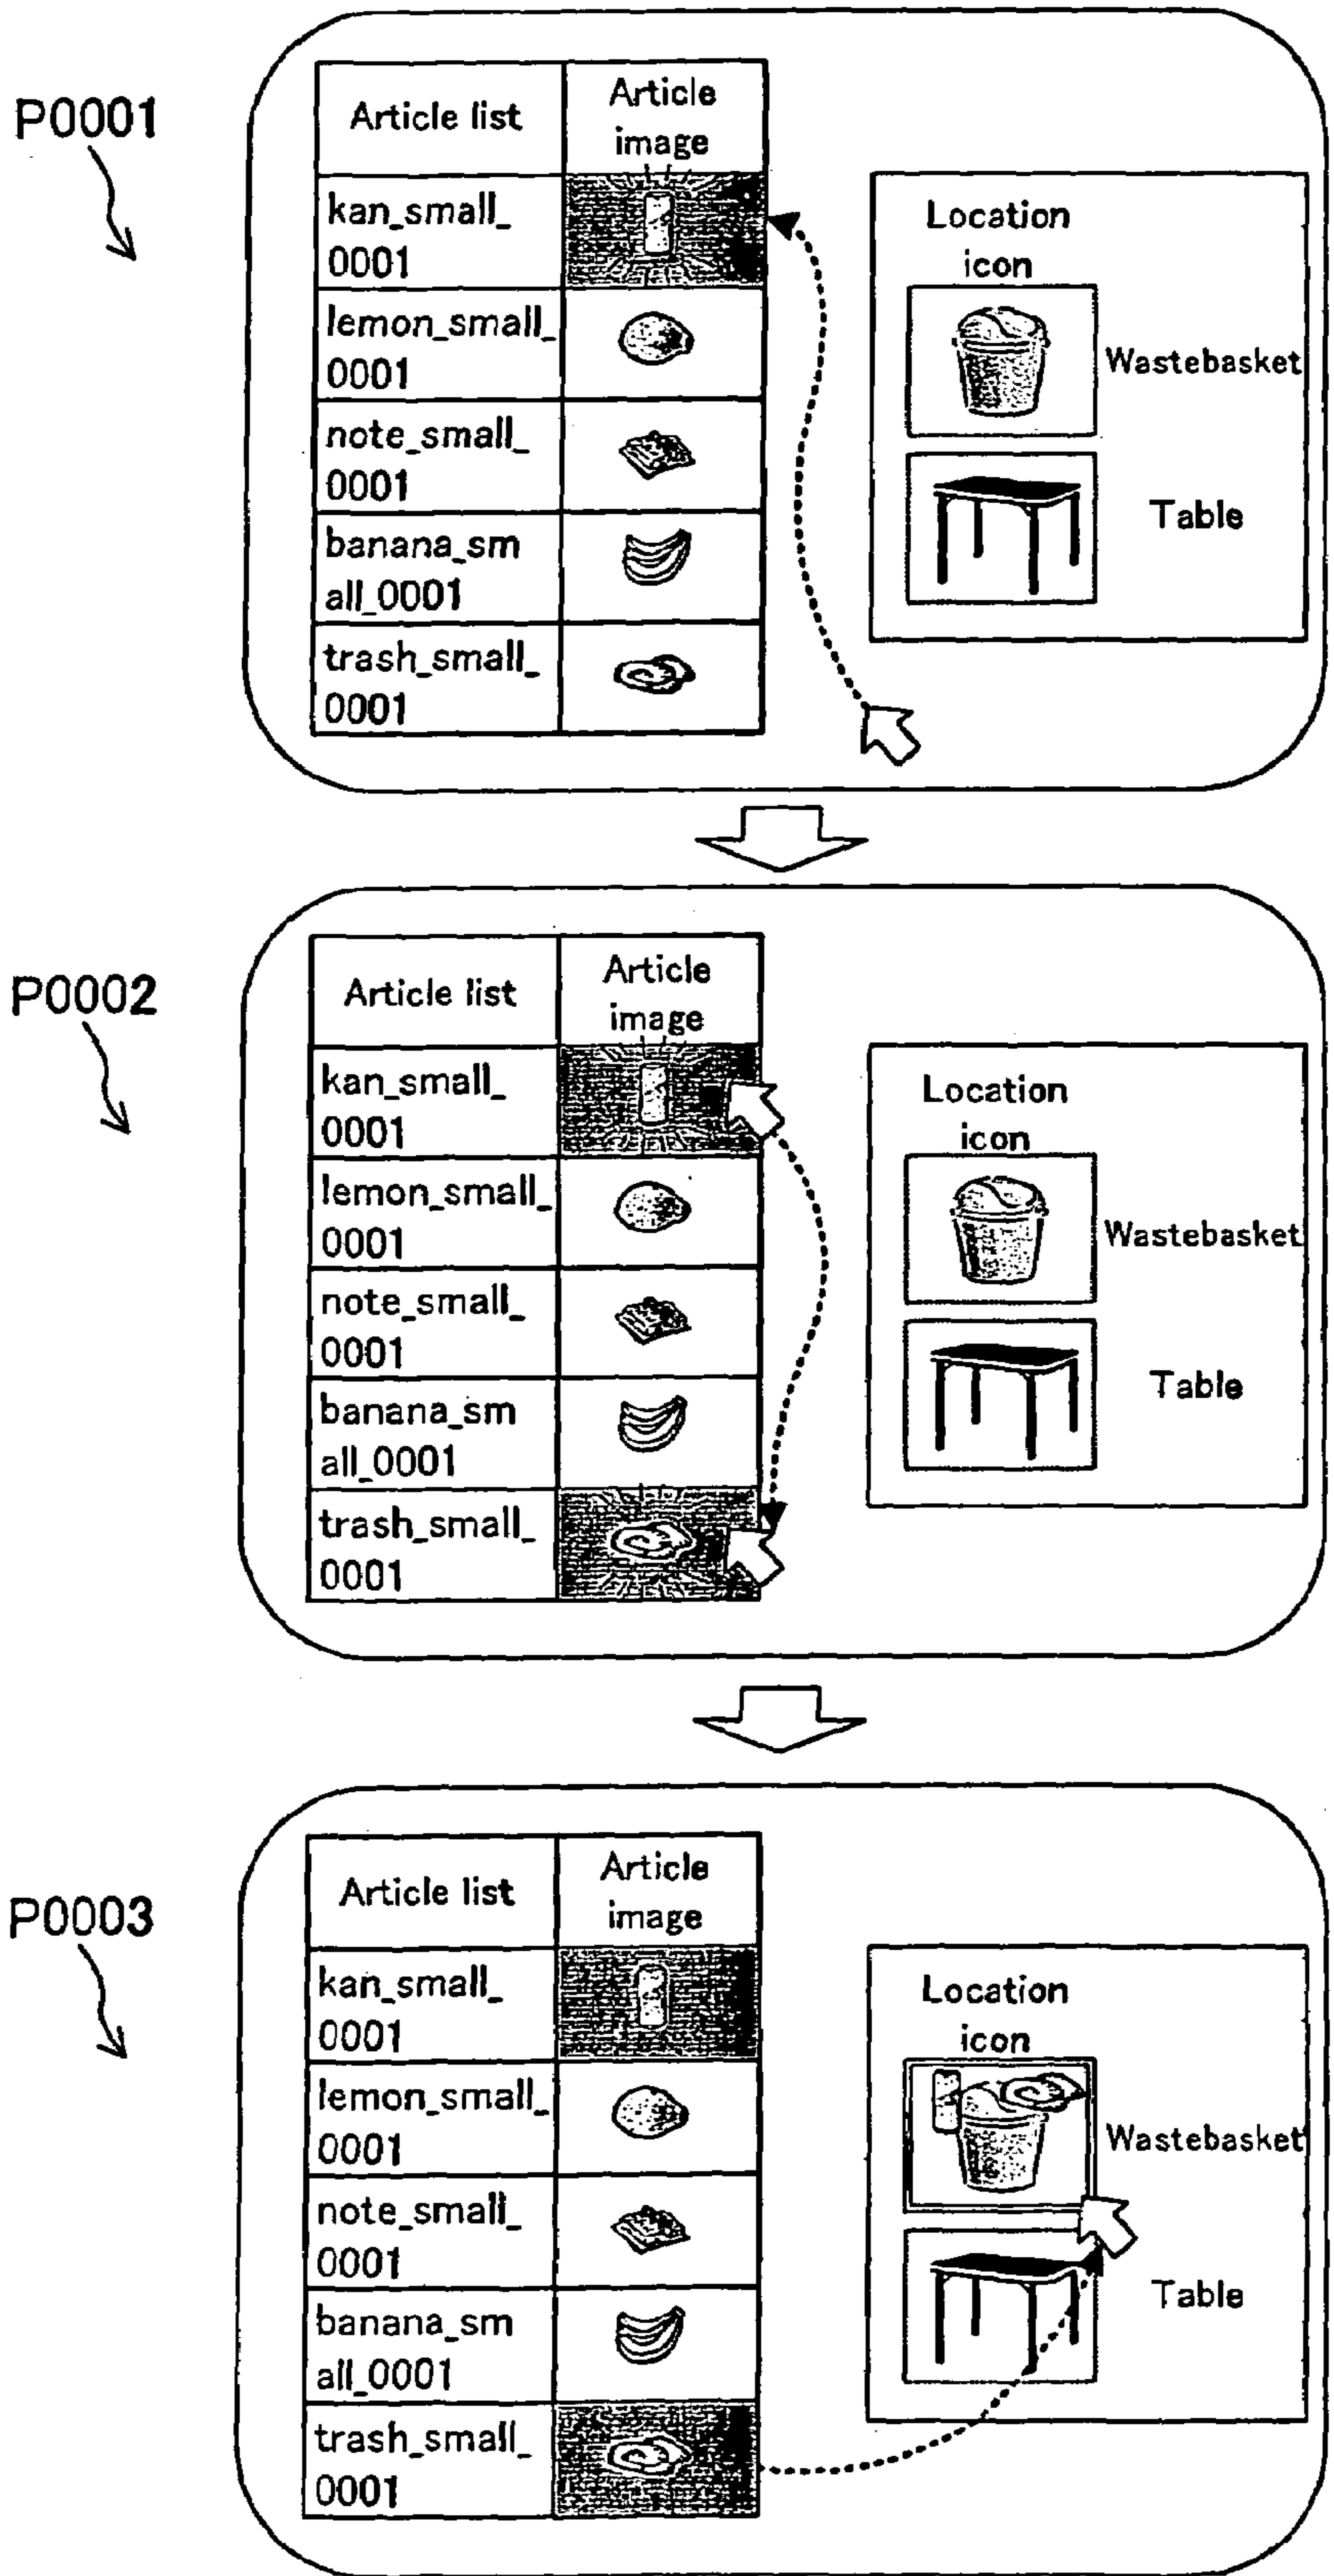 P0001
Article list
Article
image
kan_small_
0001
lemon_small_
0001
note_small_
0001
banana_sm
all_0001
trash_small_
0001
Location
icon
Wastebasket
Table
P0002
Article list
Article
image
kan_small_
0001
lemon_small_
0001
note_small_
0001
banana_sm
all_0001
trash_small_
0001
Location
icon
Wastebasket
Table
P0003
Article list
Article
image
kan_small_
0001
lemon_small_
0001
note_small_
0001
banana_sm
all_0001
trash_small_
0001
Location
icon
Wastebasket
Table